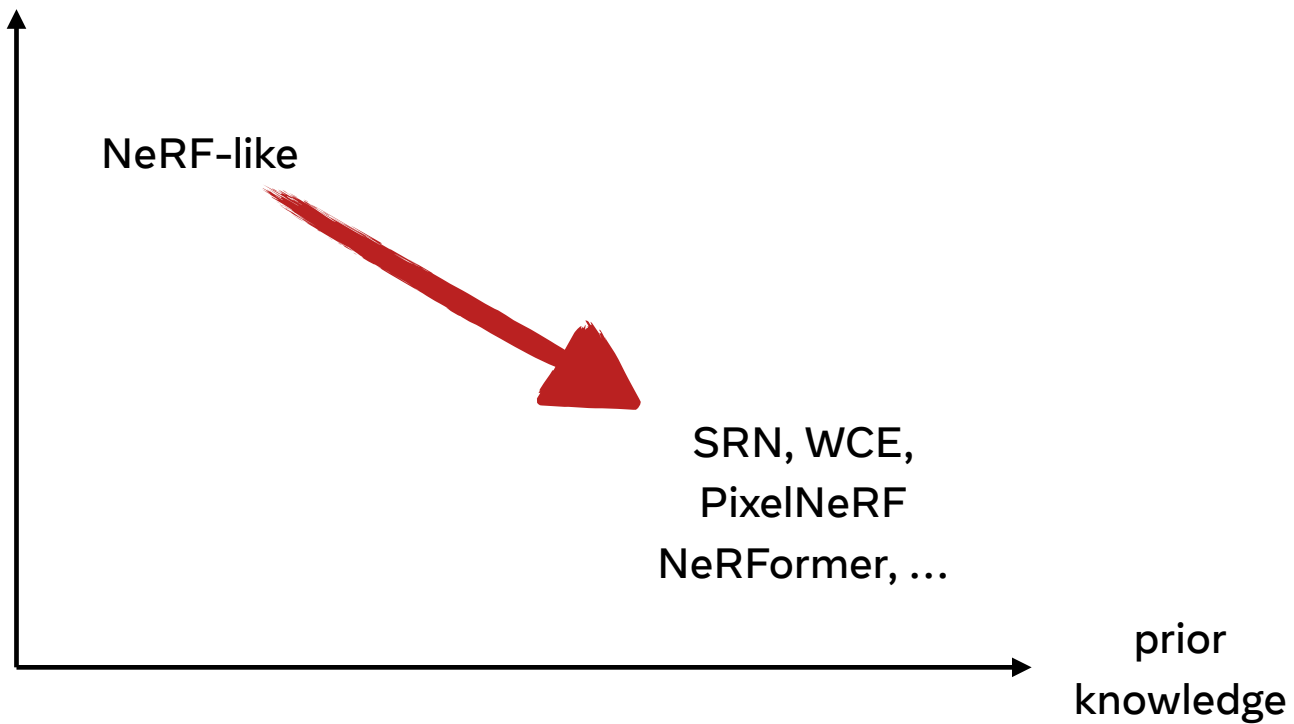 NeRF-like
SRN, WCE,
PixelNeRF
NeRFormer, ...
prior
knowledge